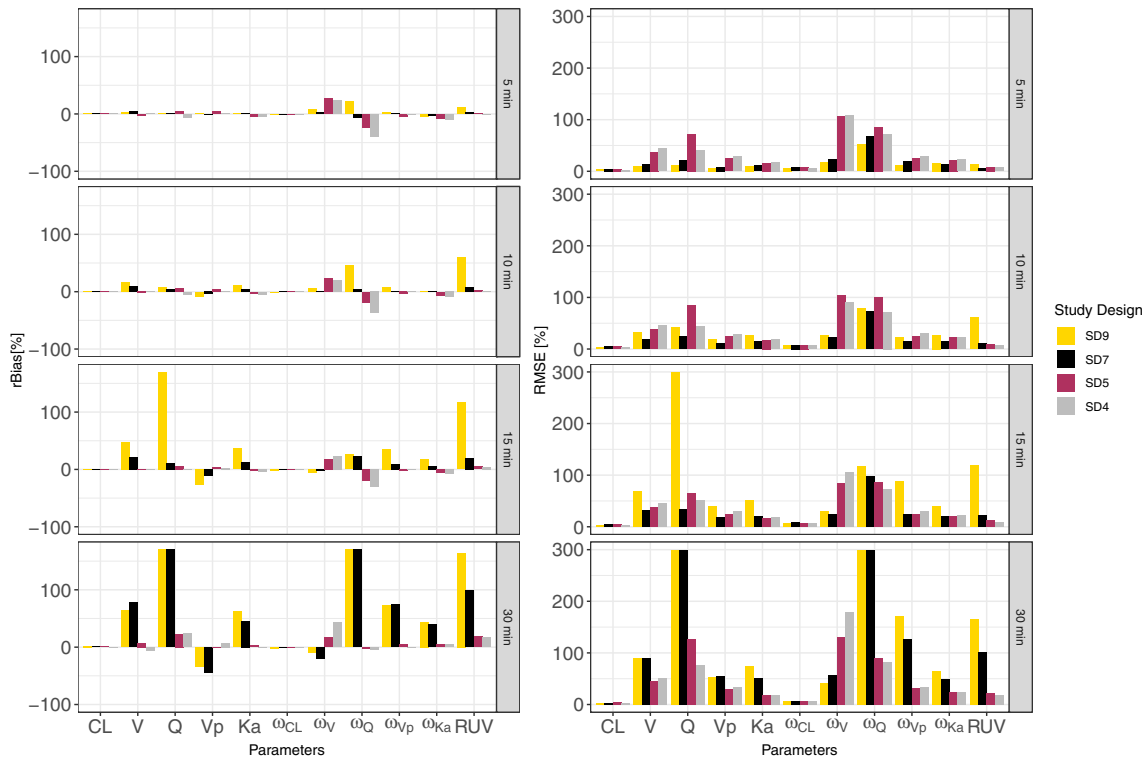 rBias[%]
100
0
−100
5 min
100
0
−100
10 min
100
0
−100
15 min
100
0
−100
30 min
CL V Q Vp Ka ωCL ωV ωQ ωVp ωKa RUV
Parameters
RMSE [%]
300
200
100
0
5 min
300
200
100
0
10 min
300
200
100
0
15 min
300
200
100
0
30 min
CL V Q Vp Ka ωCL ωV ωQ ωVp ωKa RUV
Parameters
Study Design
SD9
SD7
SD5
SD4